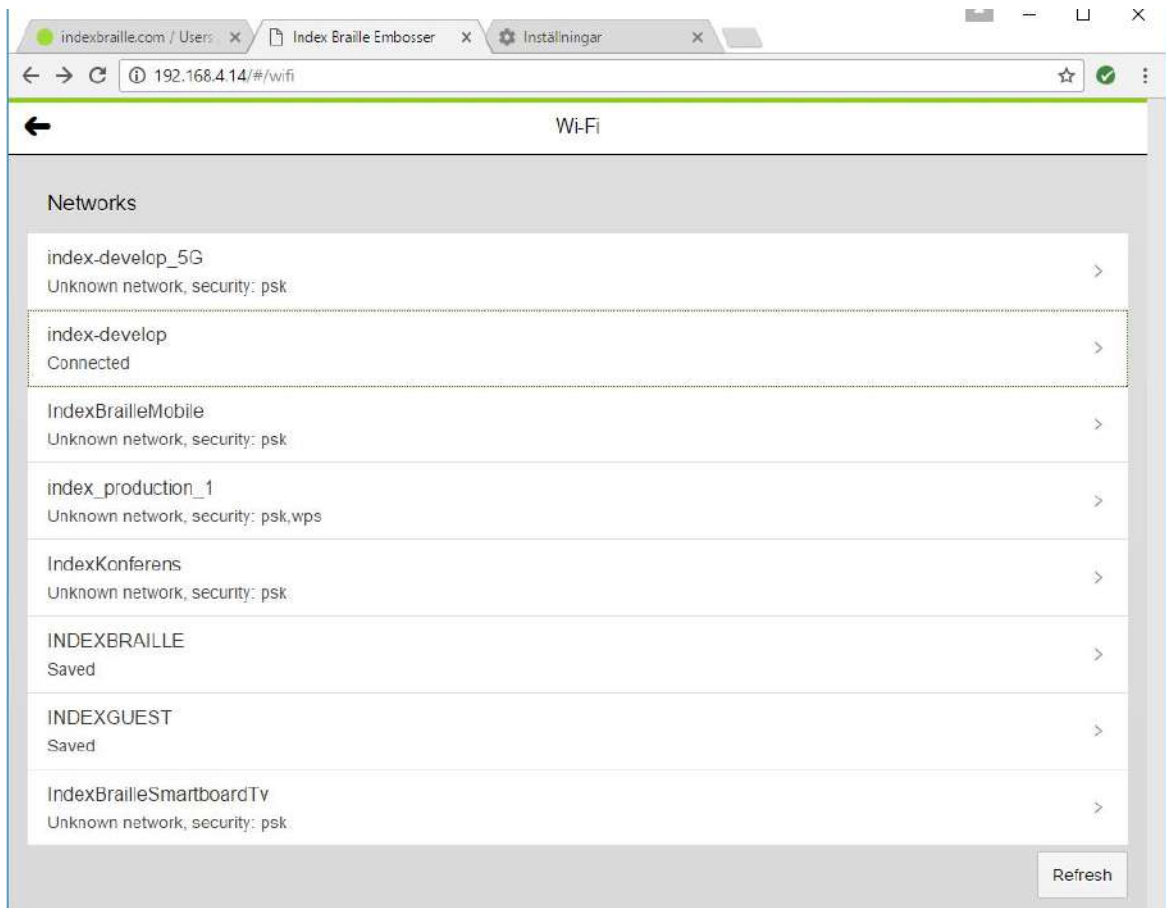 indexbraille.com / Users
Index Braille Embosser
Inställningar
192.168.4.14/#/wifi
Wi-Fi
Networks
index-develop_5G
Unknown network, security: psk
index-develop
Connected
IndexBrailleMobile
Unknown network, security: psk
index_production_1
Unknown network, security: psk,wps
IndexKonferens
Unknown network, security: psk
INDEXBRAILLE
Saved
INDEXGUEST
Saved
IndexBrailleSmartboardTv
Unknown network, security: psk
Refresh